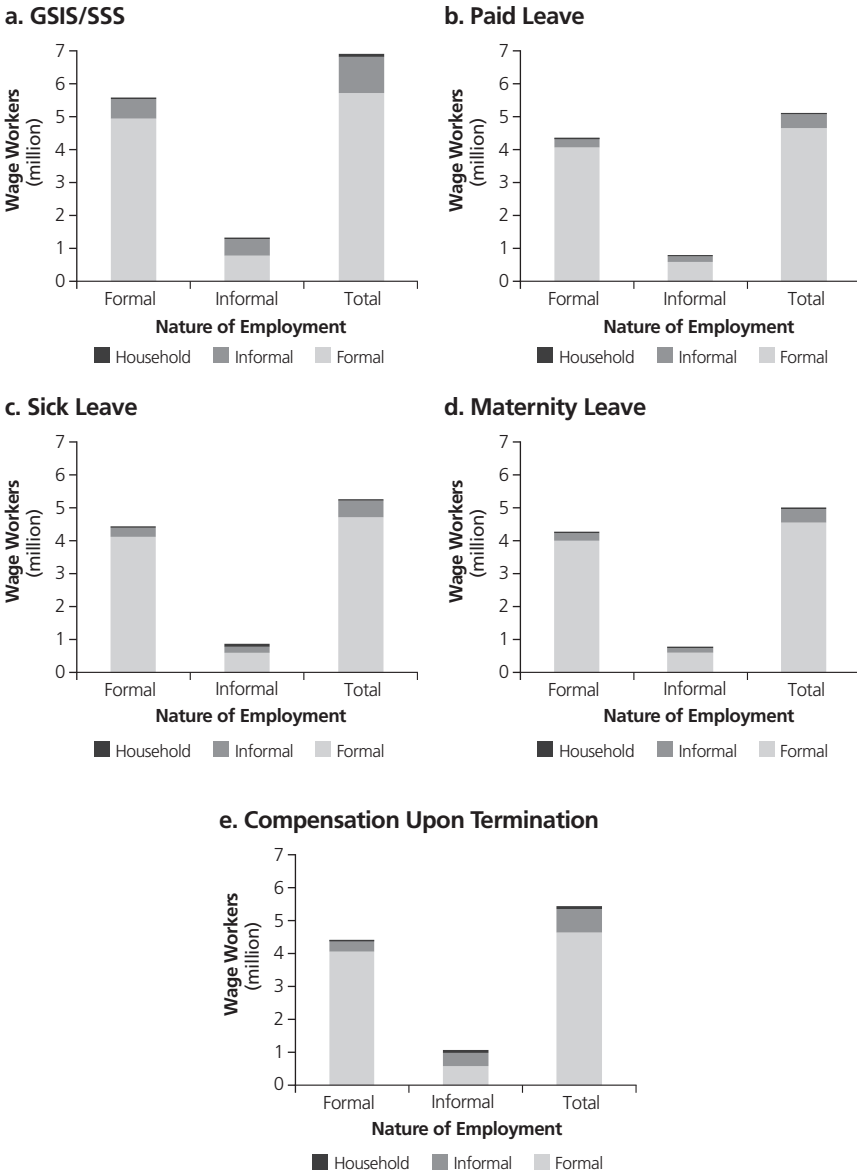 a. GSIS/SSS
Wage Workers
(million)
7
6
5
4
3
2
1
0
Formal Informal Total
Nature of Employment
Household Informal Formal
b. Paid Leave
Wage Workers
(million)
7
6
5
4
3
2
1
0
Formal Informal Total
Nature of Employment
Household Informal Formal
c. Sick Leave
Wage Workers
(million)
7
6
5
4
3
2
1
0
Formal Informal Total
Nature of Employment
Household Informal Formal
d. Maternity Leave
Wage Workers
(million)
7
6
5
4
3
2
1
0
Formal Informal Total
Nature of Employment
Household Informal Formal
e. Compensation Upon Termination
Wage Workers
(million)
7
6
5
4
3
2
1
0
Formal Informal Total
Nature of Employment
Household Informal Formal